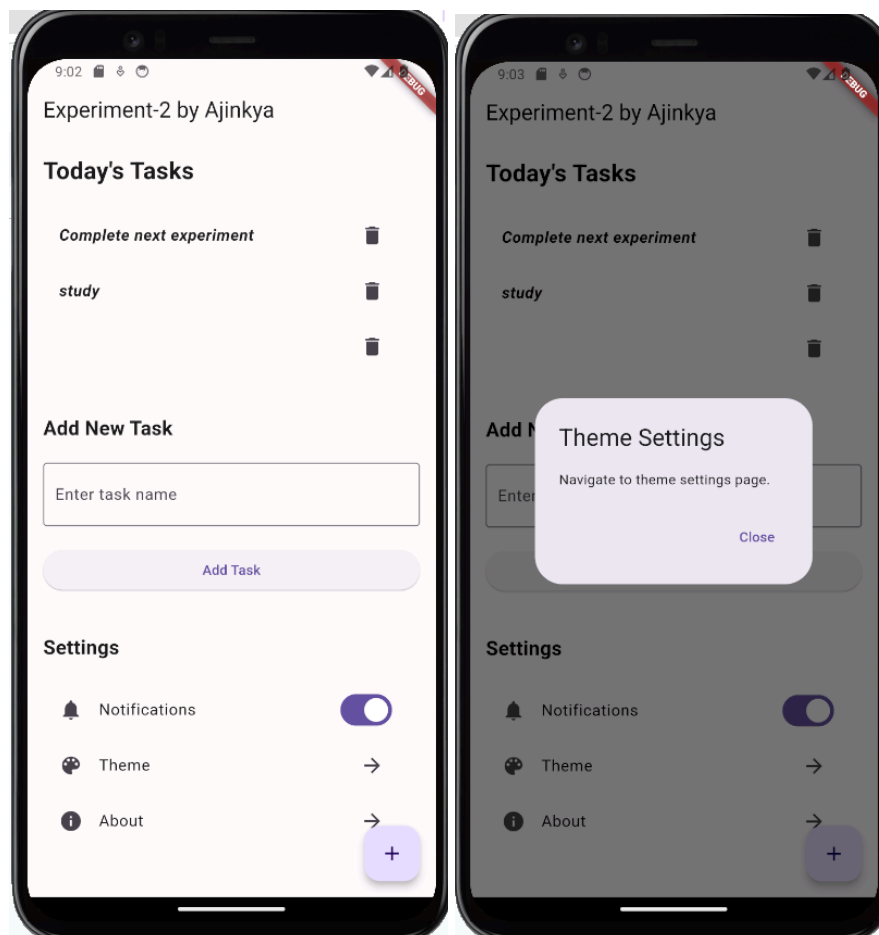 9:02
DEBUG
Experiment-2 by Ajinkya
Today's Tasks
Complete next experiment
study
Add New Task
Enter task name
Add Task
Settings
Notifications
Theme
About
+
9:03
DEBUG
Experiment-2 by Ajinkya
Today's Tasks
Complete next experiment
study
Add N
Theme Settings
Navigate to theme settings page.
Enter
Close
Settings
Notifications
Theme
About
+